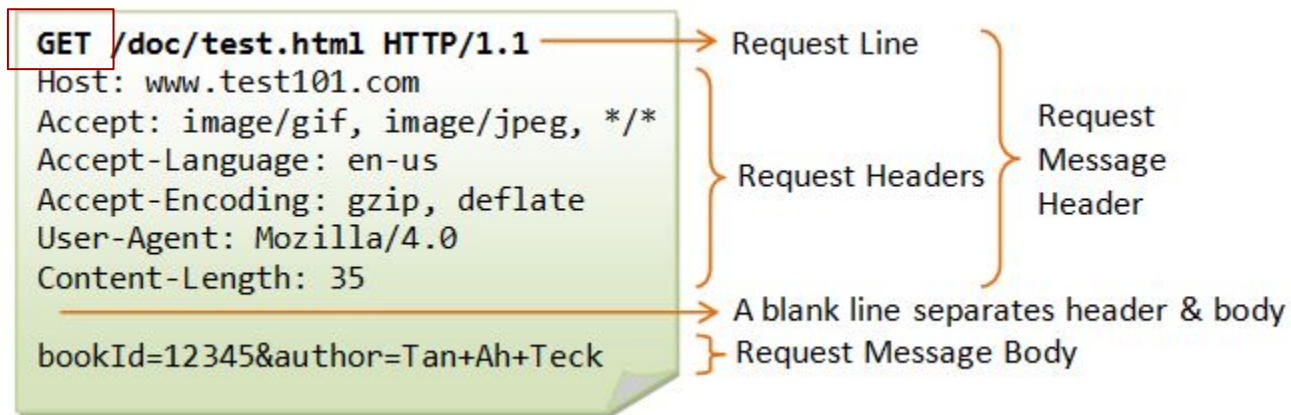 GET /doc/test.html HTTP/1.1
Request Line
Host: www.test101.com
Accept: image/gif, image/jpeg, */*
Accept-Language: en-us
Accept-Encoding: gzip, deflate
User-Agent: Mozilla/4.0
Content-Length: 35
Request Headers
Request
Message
Header
A blank line separates header & body
bookId=12345&author=Tan+Ah+Teck
Request Message Body